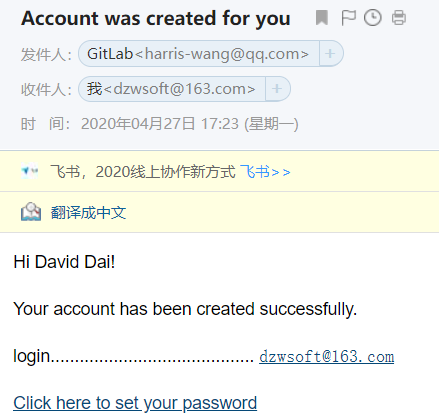 Account was created for you
发件人： GitLab<harris-wang@qq.com> +
收件人： 我<dzwsoft@163.com> +
时 间： 2020年04月27日 17:23 (星期一)
飞书，2020线上协作新方式 飞书>>
翻译成中文
Hi David Dai!
Your account has been created successfully.
login.......................................... dzwsoft@163.com
Click here to set your password